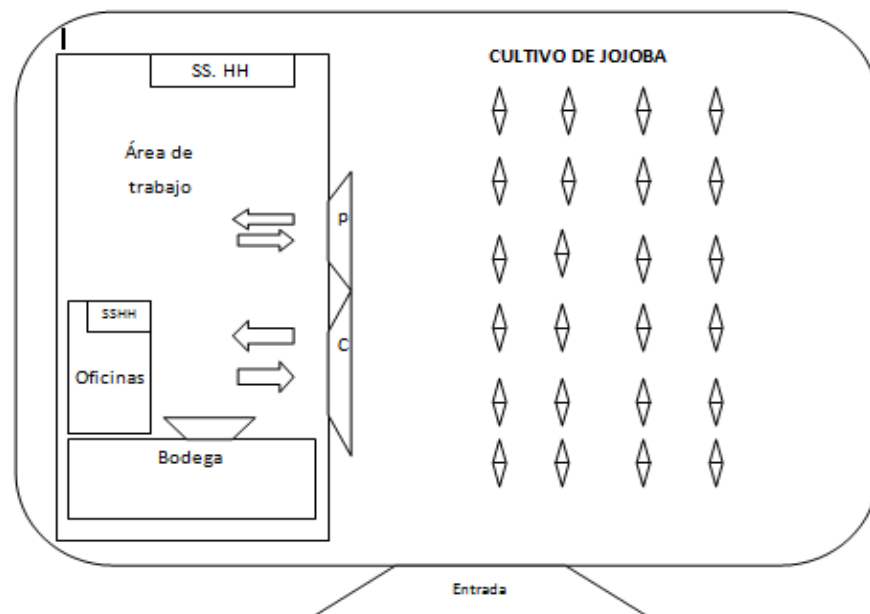 SS. HH
CULTIVO DE JOJOBA
Área de
trabajo
P
SSHH
C
Oficinas
Bodega
Entrada